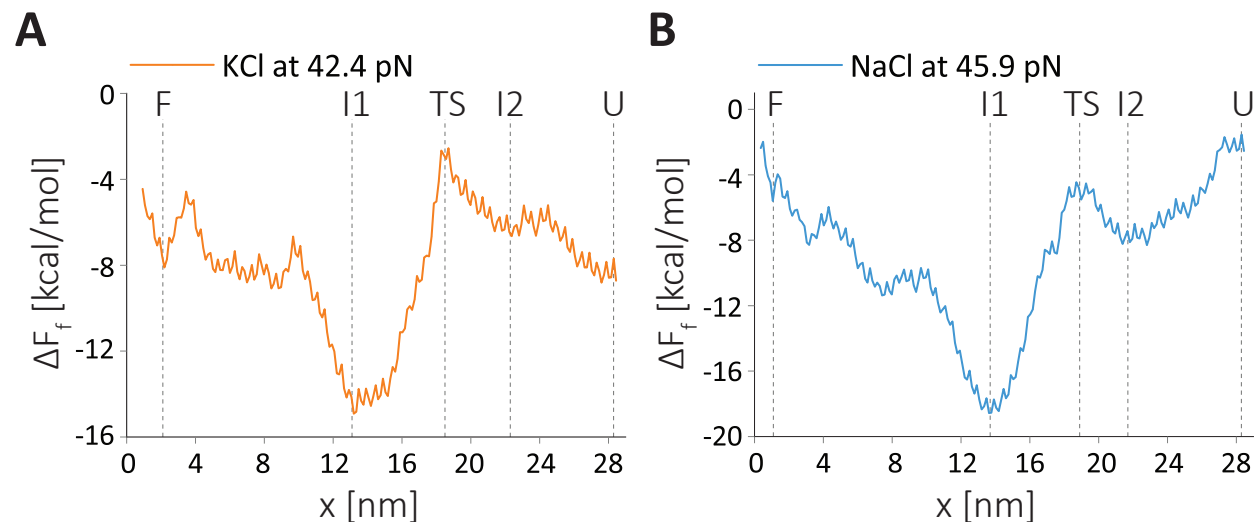 A
KCl at 42.4 pN
F I1 TS I2 U
0
-4
-8
-12
-16
ΔFf [kcal/mol]
0 4 8 12 16 20 24 28
x [nm]
B
NaCl at 45.9 pN
F I1 TS I2 U
0
-4
-8
-12
-16
-20
ΔFf [kcal/mol]
0 4 8 12 16 20 24 28
x [nm]